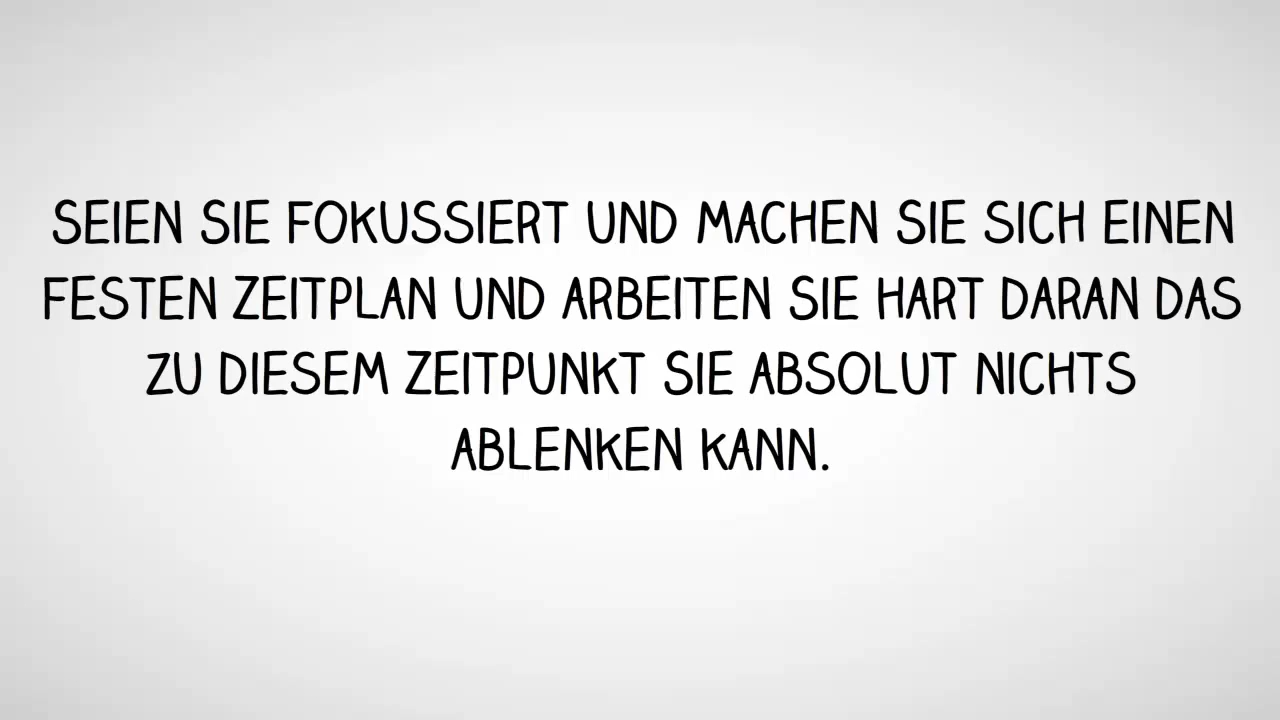 SEIEN SIE FOKUSSIERT UND MACHEN SIE SICH EINEN
FESTEN ZEITPLAN UND ARBEITEN SIE HART DARAN DAS
ZU DIESEM ZEITPUNKT SIE ABSOLUT NICHTS
ABLENKEN KANN.